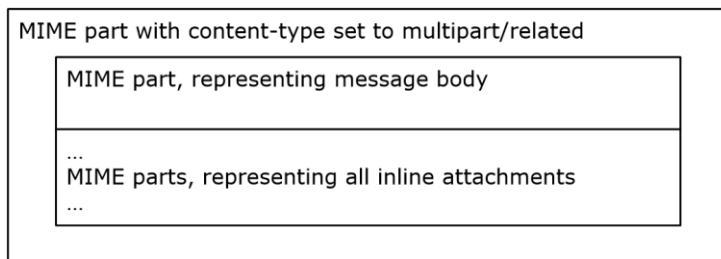 MIME part with content-type set to multipart/related
MIME part, representing message body
...
MIME parts, representing all inline attachments
...